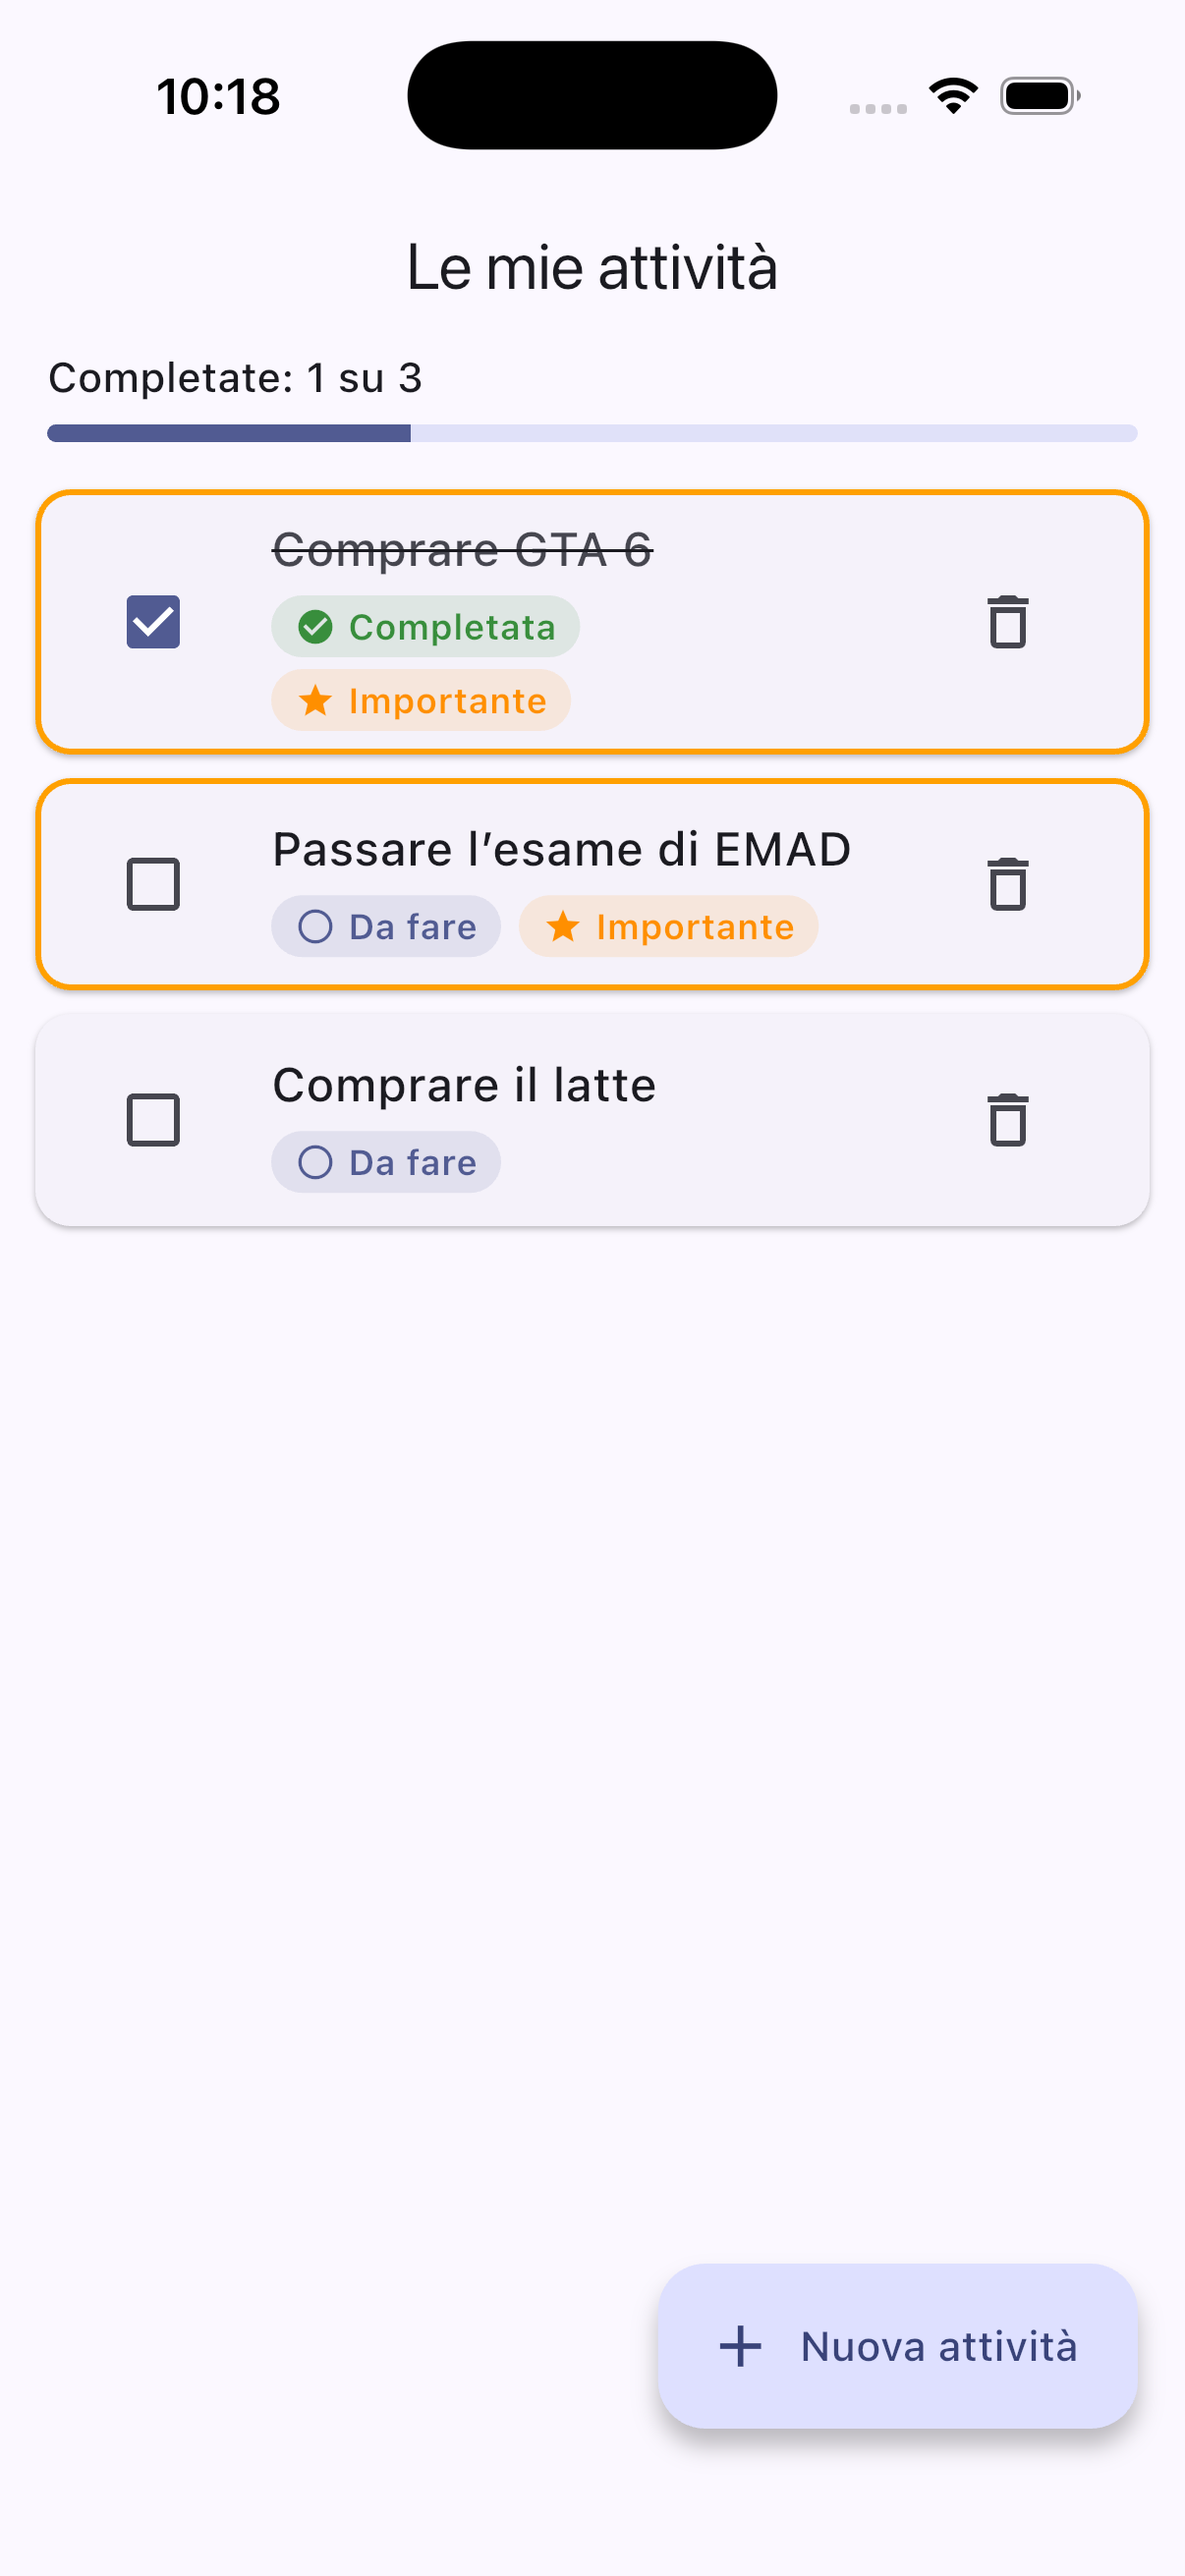 10:18
Le mie attività
Completate: 1 su 3
Comprare GTA 6
Completata
Importante
Passare l’esame di EMAD
Da fare Importante
Comprare il latte
Da fare
Nuova attività